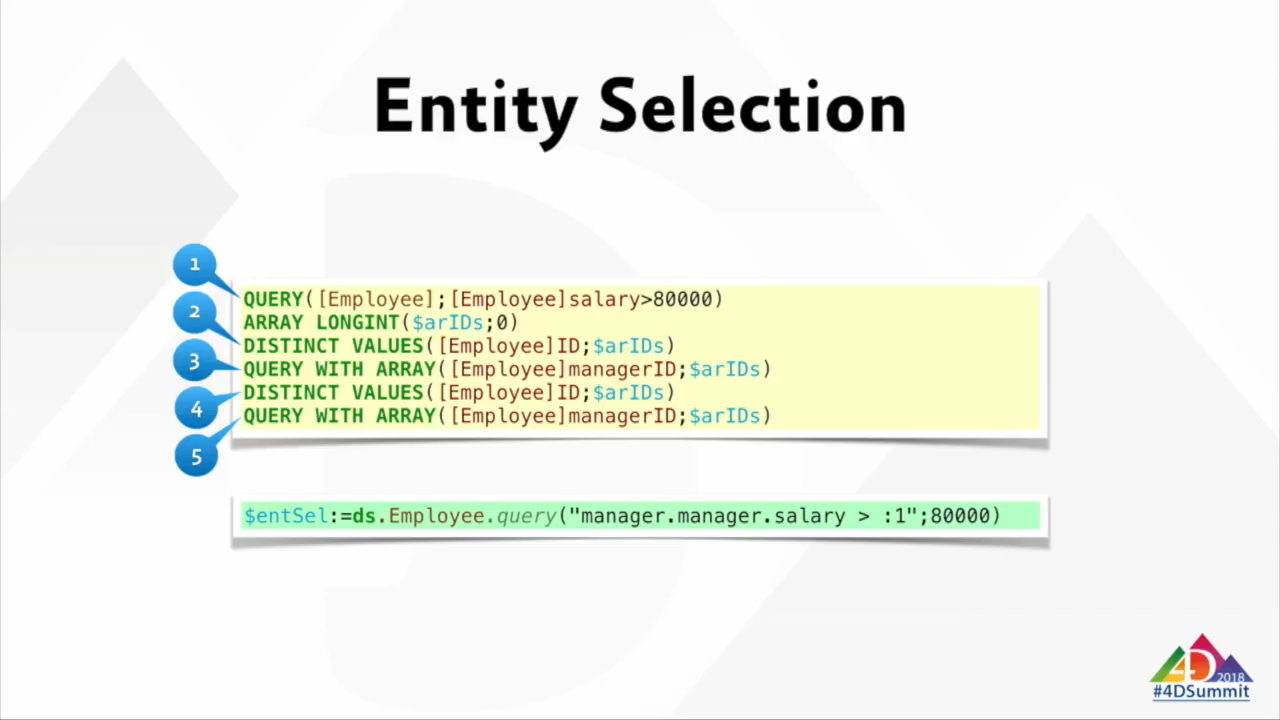 Entity Selection
1
2
3
4
5
QUERY([Employee];[Employee]salary>80000)
ARRAY LONGINT($arIDs;0)
DISTINCT VALUES([Employee]ID;$arIDs)
QUERY WITH ARRAY([Employee]managerID;$arIDs)
DISTINCT VALUES([Employee]ID;$arIDs)
QUERY WITH ARRAY([Employee]managerID;$arIDs)
$entSel:=ds.Employee.query("manager.manager.salary > :1";80000)
4D 2018
#4DSummit